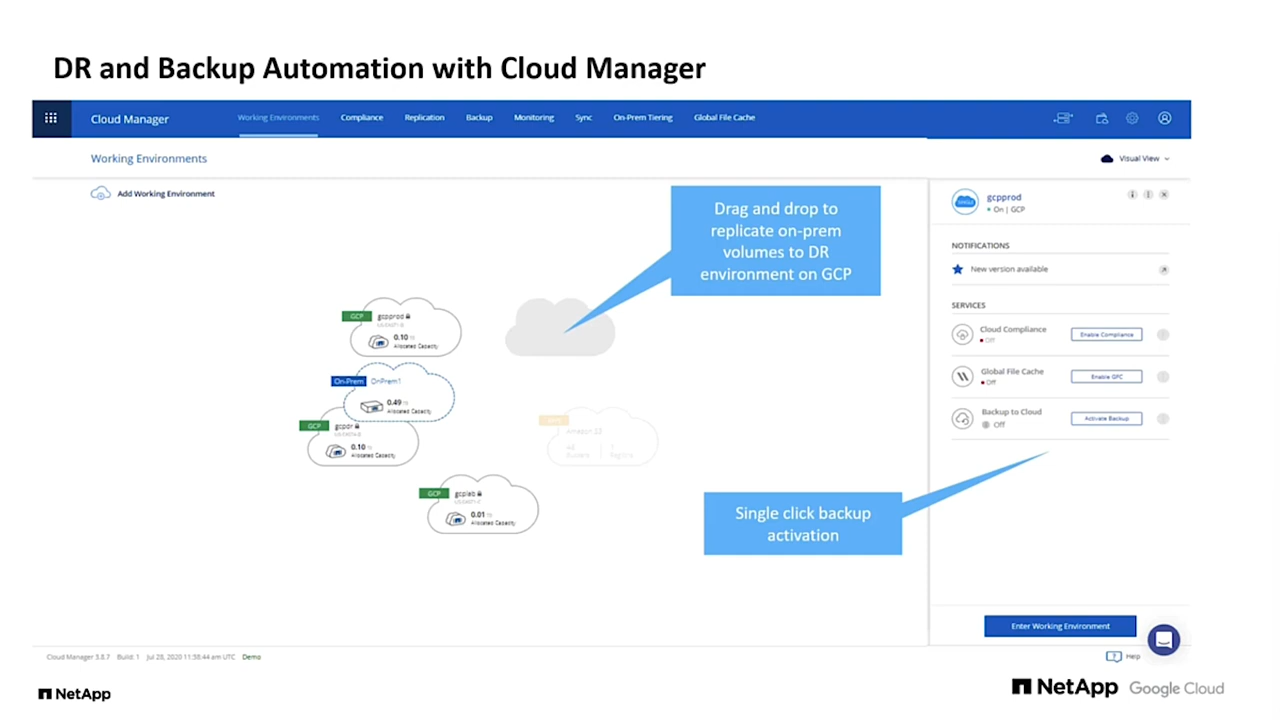 DR and Backup Automation with Cloud Manager
Cloud Manager
Working Environments
Compliance
Replication
Backup
Monitoring
Sync
On-Prem Tiering
Global File Cache
Working Environments
Visual View
Add Working Environment
Drag and drop to
replicate on-prem
volumes to DR
environment on GCP
GCP
gcpprod
0.10
Allocated Capacity
On-Prem
OnPrem1
0.49
Allocated Capacity
GCP
gcpdr
0.10
Allocated Capacity
Amazon S3
Buckets
Regions
GCP
gcplab
0.01
Allocated Capacity
Single click backup
activation
gcpprod
On | GCP
NOTIFICATIONS
New version available
SERVICES
Cloud Compliance
Off
Enable Compliance
Global File Cache
Off
Enable GFC
Backup to Cloud
Off
Activate Backup
Enter Working Environment
Cloud Manager 3.8.7 Build: 1 Jul 28, 2020 11:58:44 am UTC Demo
Help
NetApp
NetApp Google Cloud